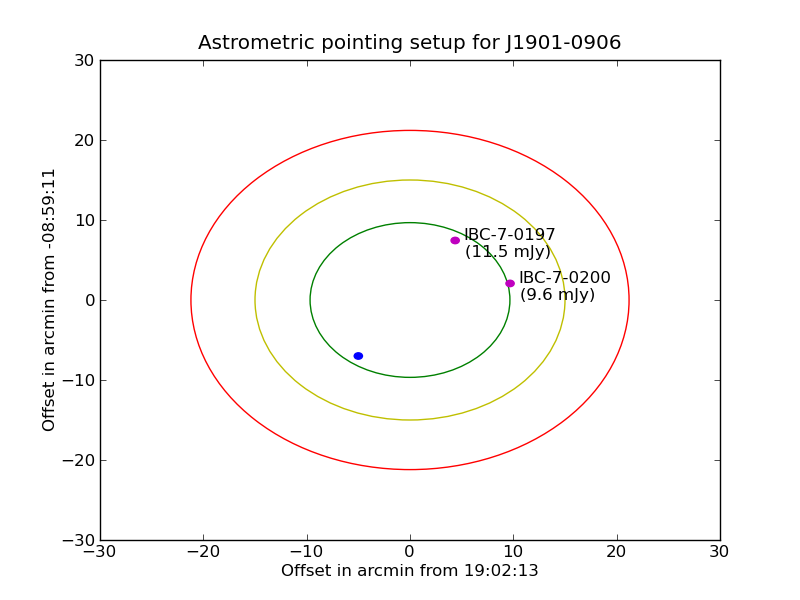 Astrometric pointing setup for J1901-0906
30
20
10
0
−10
−20
−30
Offset in arcmin from -08:59:11
IBC-7-0197
(11.5 mJy)
IBC-7-0200
(9.6 mJy)
−30
−20
−10
0
10
20
30
Offset in arcmin from 19:02:13